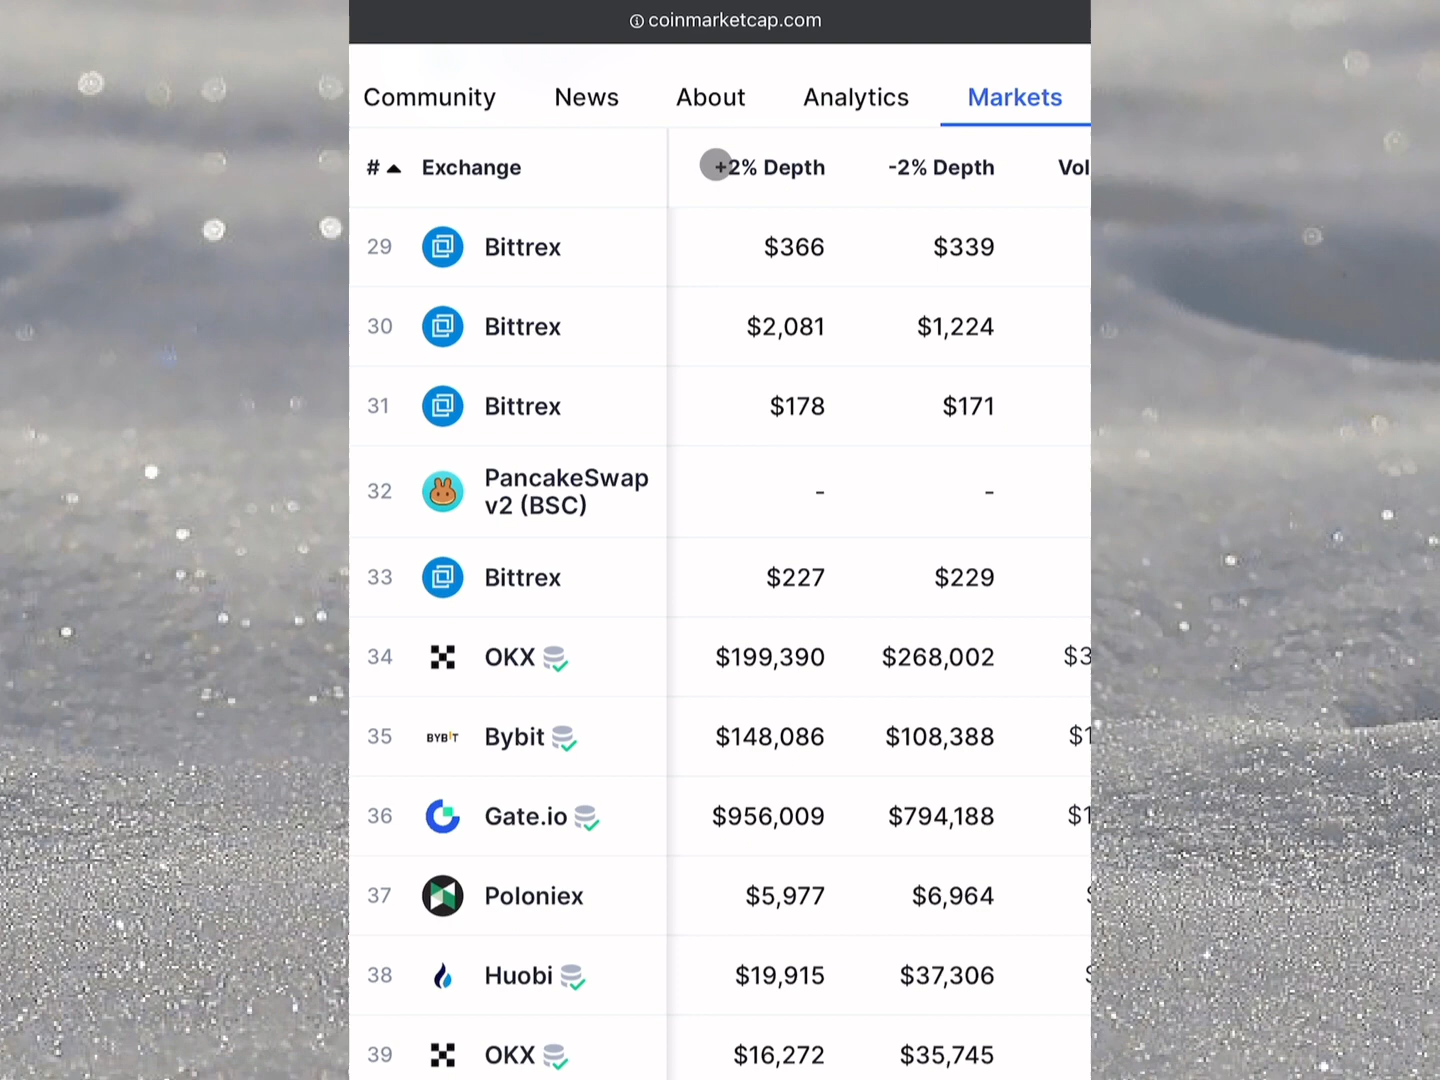 coinmarketcap.com
Community News About Analytics Markets
# Exchange +2% Depth -2% Depth Vol
29 Bittrex $366 $339
30 Bittrex $2,081 $1,224
31 Bittrex $178 $171
32 PancakeSwap v2 (BSC) - -
33 Bittrex $227 $229
34 OKX $199,390 $268,002 $3
35 BYBIT Bybit $148,086 $108,388 $1
36 Gate.io $956,009 $794,188 $1
37 Poloniex $5,977 $6,964
38 Huobi $19,915 $37,306
39 OKX $16,272 $35,745